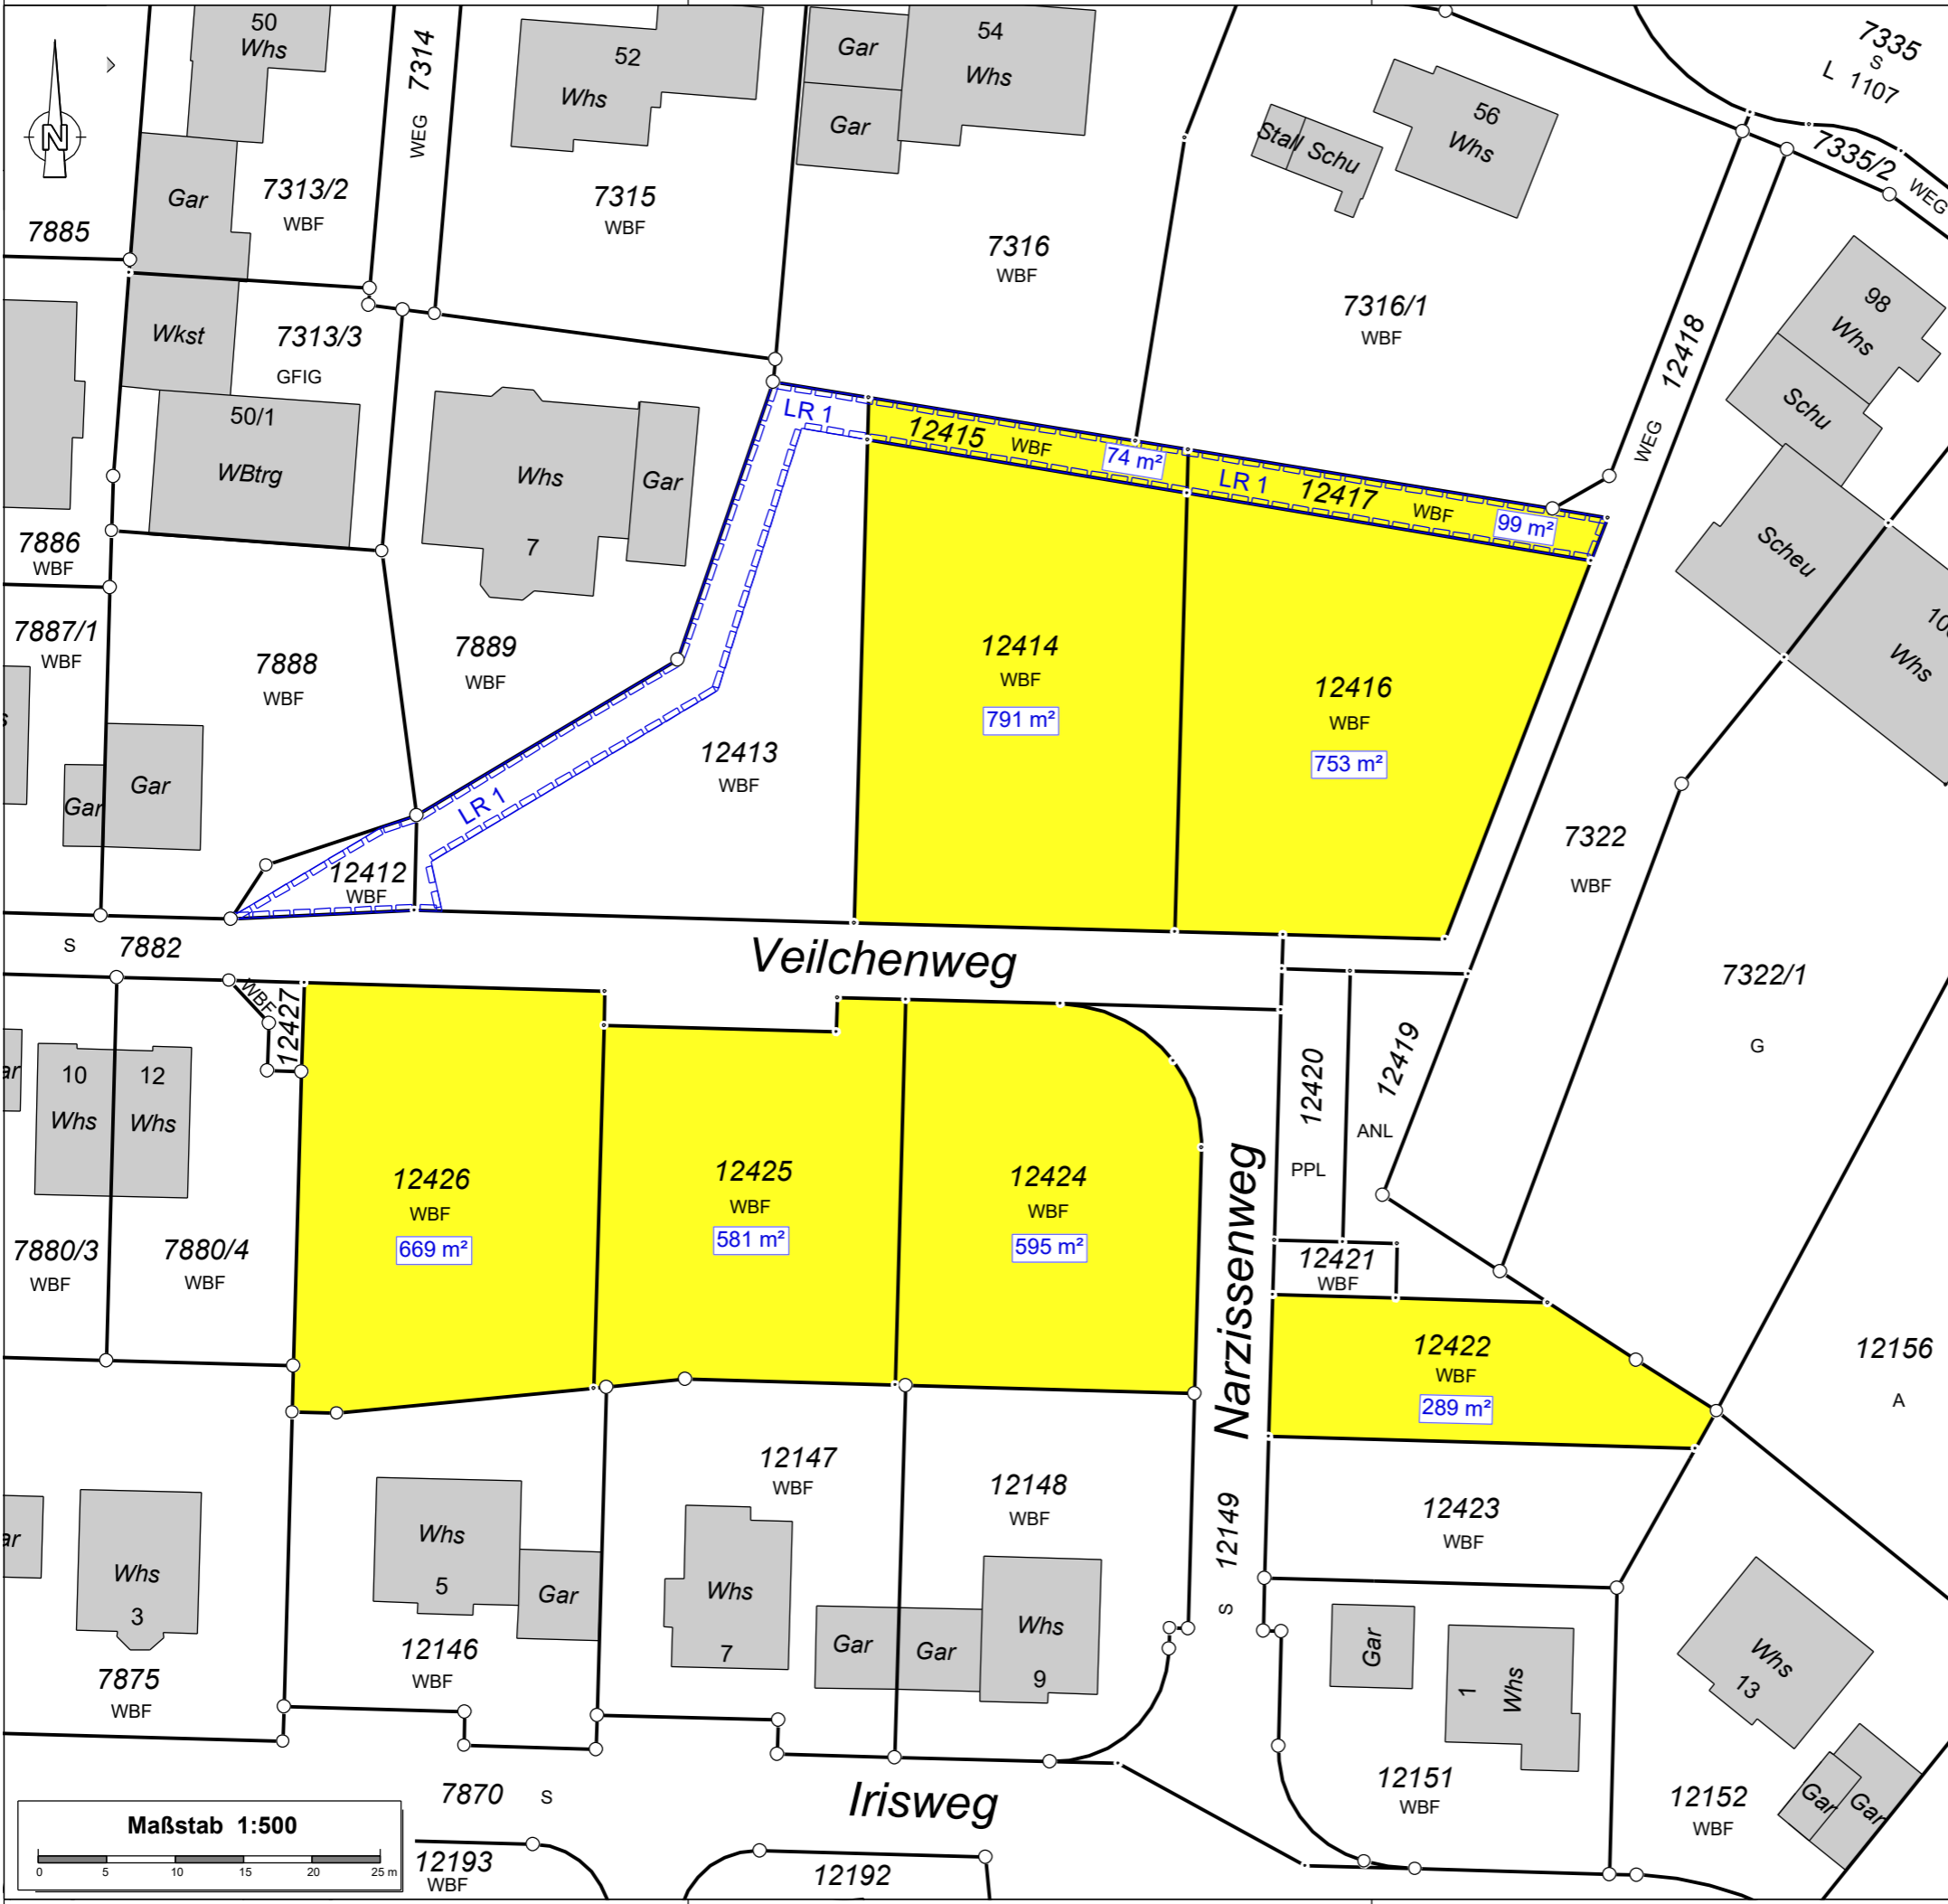 50
Whs
WEG 7314
52
Whs
Gar
Gar
54
Whs
56
Whs
Stall
Schu
7335
S
L 1107
7335/2
WEG
N
7885
Gar
7313/2
WBF
7315
WBF
7316
WBF
7316/1
WBF
WEG 12418
98
Whs
Schu
Scheu
Whs
Wkst
7313/3
GFIG
50/1
WBtrg
Whs
7
Gar
LR 1
12415 WBF
74 m²
LR 1
12417
WBF
99 m²
7886
WBF
7887/1
WBF
7888
WBF
7889
WBF
12414
WBF
791 m²
12416
WBF
753 m²
12413
WBF
Gar
Gar
LR 1
12412
WBF
7322
WBF
7322/1
G
S 7882
Veilchenweg
WBF
12427
10
Whs
12
Whs
7880/3
WBF
7880/4
WBF
12426
WBF
669 m²
12425
WBF
581 m²
12424
WBF
595 m²
Narzissenweg
12420
PPL
12419
ANL
12421
WBF
12422
WBF
289 m²
12156
A
12147
WBF
12148
WBF
12149
S
12423
WBF
Whs
3
7875
WBF
Whs
5
Gar
12146
WBF
Whs
7
Gar
Gar
Whs
9
Gar
1
Whs
12151
WBF
Whs
13
12152
WBF
Gar
Gar
7870 S
Irisweg
Maßstab 1:500
0 5 10 15 20 25 m
12193
WBF
12192